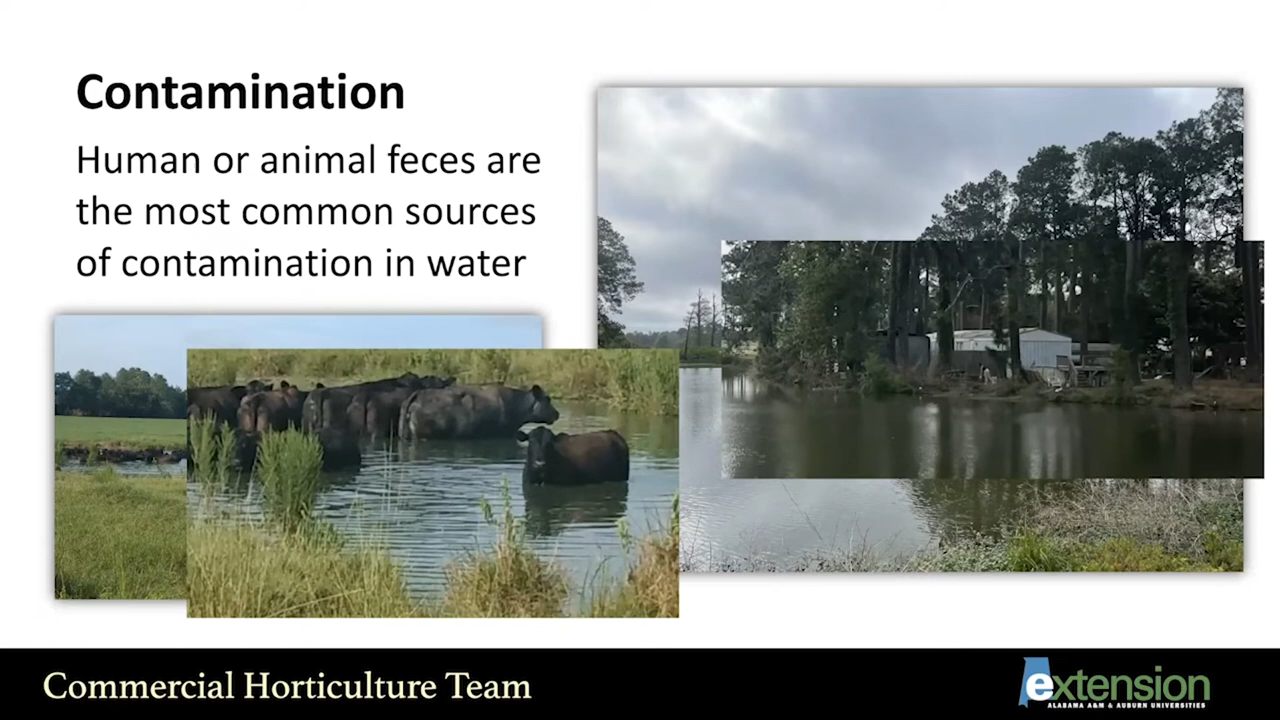 Contamination
Human or animal feces are
the most common sources
of contamination in water
Commercial Horticulture Team
extension
ALABAMA A&M & AUBURN UNIVERSITIES